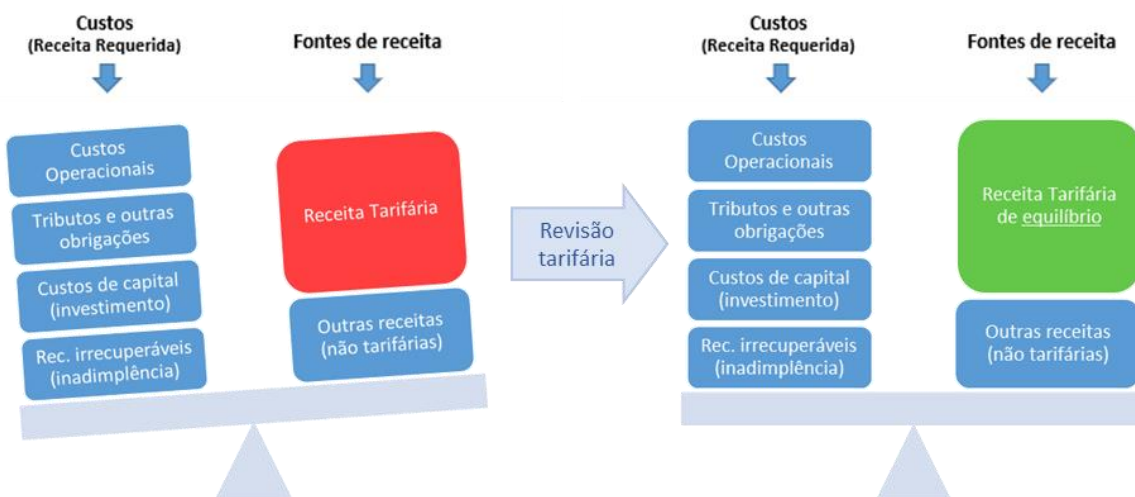 Custos
(Receita Requerida)
Fontes de receita
Custos
Operacionais
Tributos e outras
obrigações
Custos de capital
(investimento)
Rec. irrecuperáveis
(inadimplência)
Receita Tarifária
Outras receitas
(não tarifárias)
Revisão
tarifária
Custos
(Receita Requerida)
Fontes de receita
Custos
Operacionais
Tributos e outras
obrigações
Custos de capital
(investimento)
Rec. irrecuperáveis
(inadimplência)
Receita Tarifária
de equilíbrio
Outras receitas
(não tarifárias)